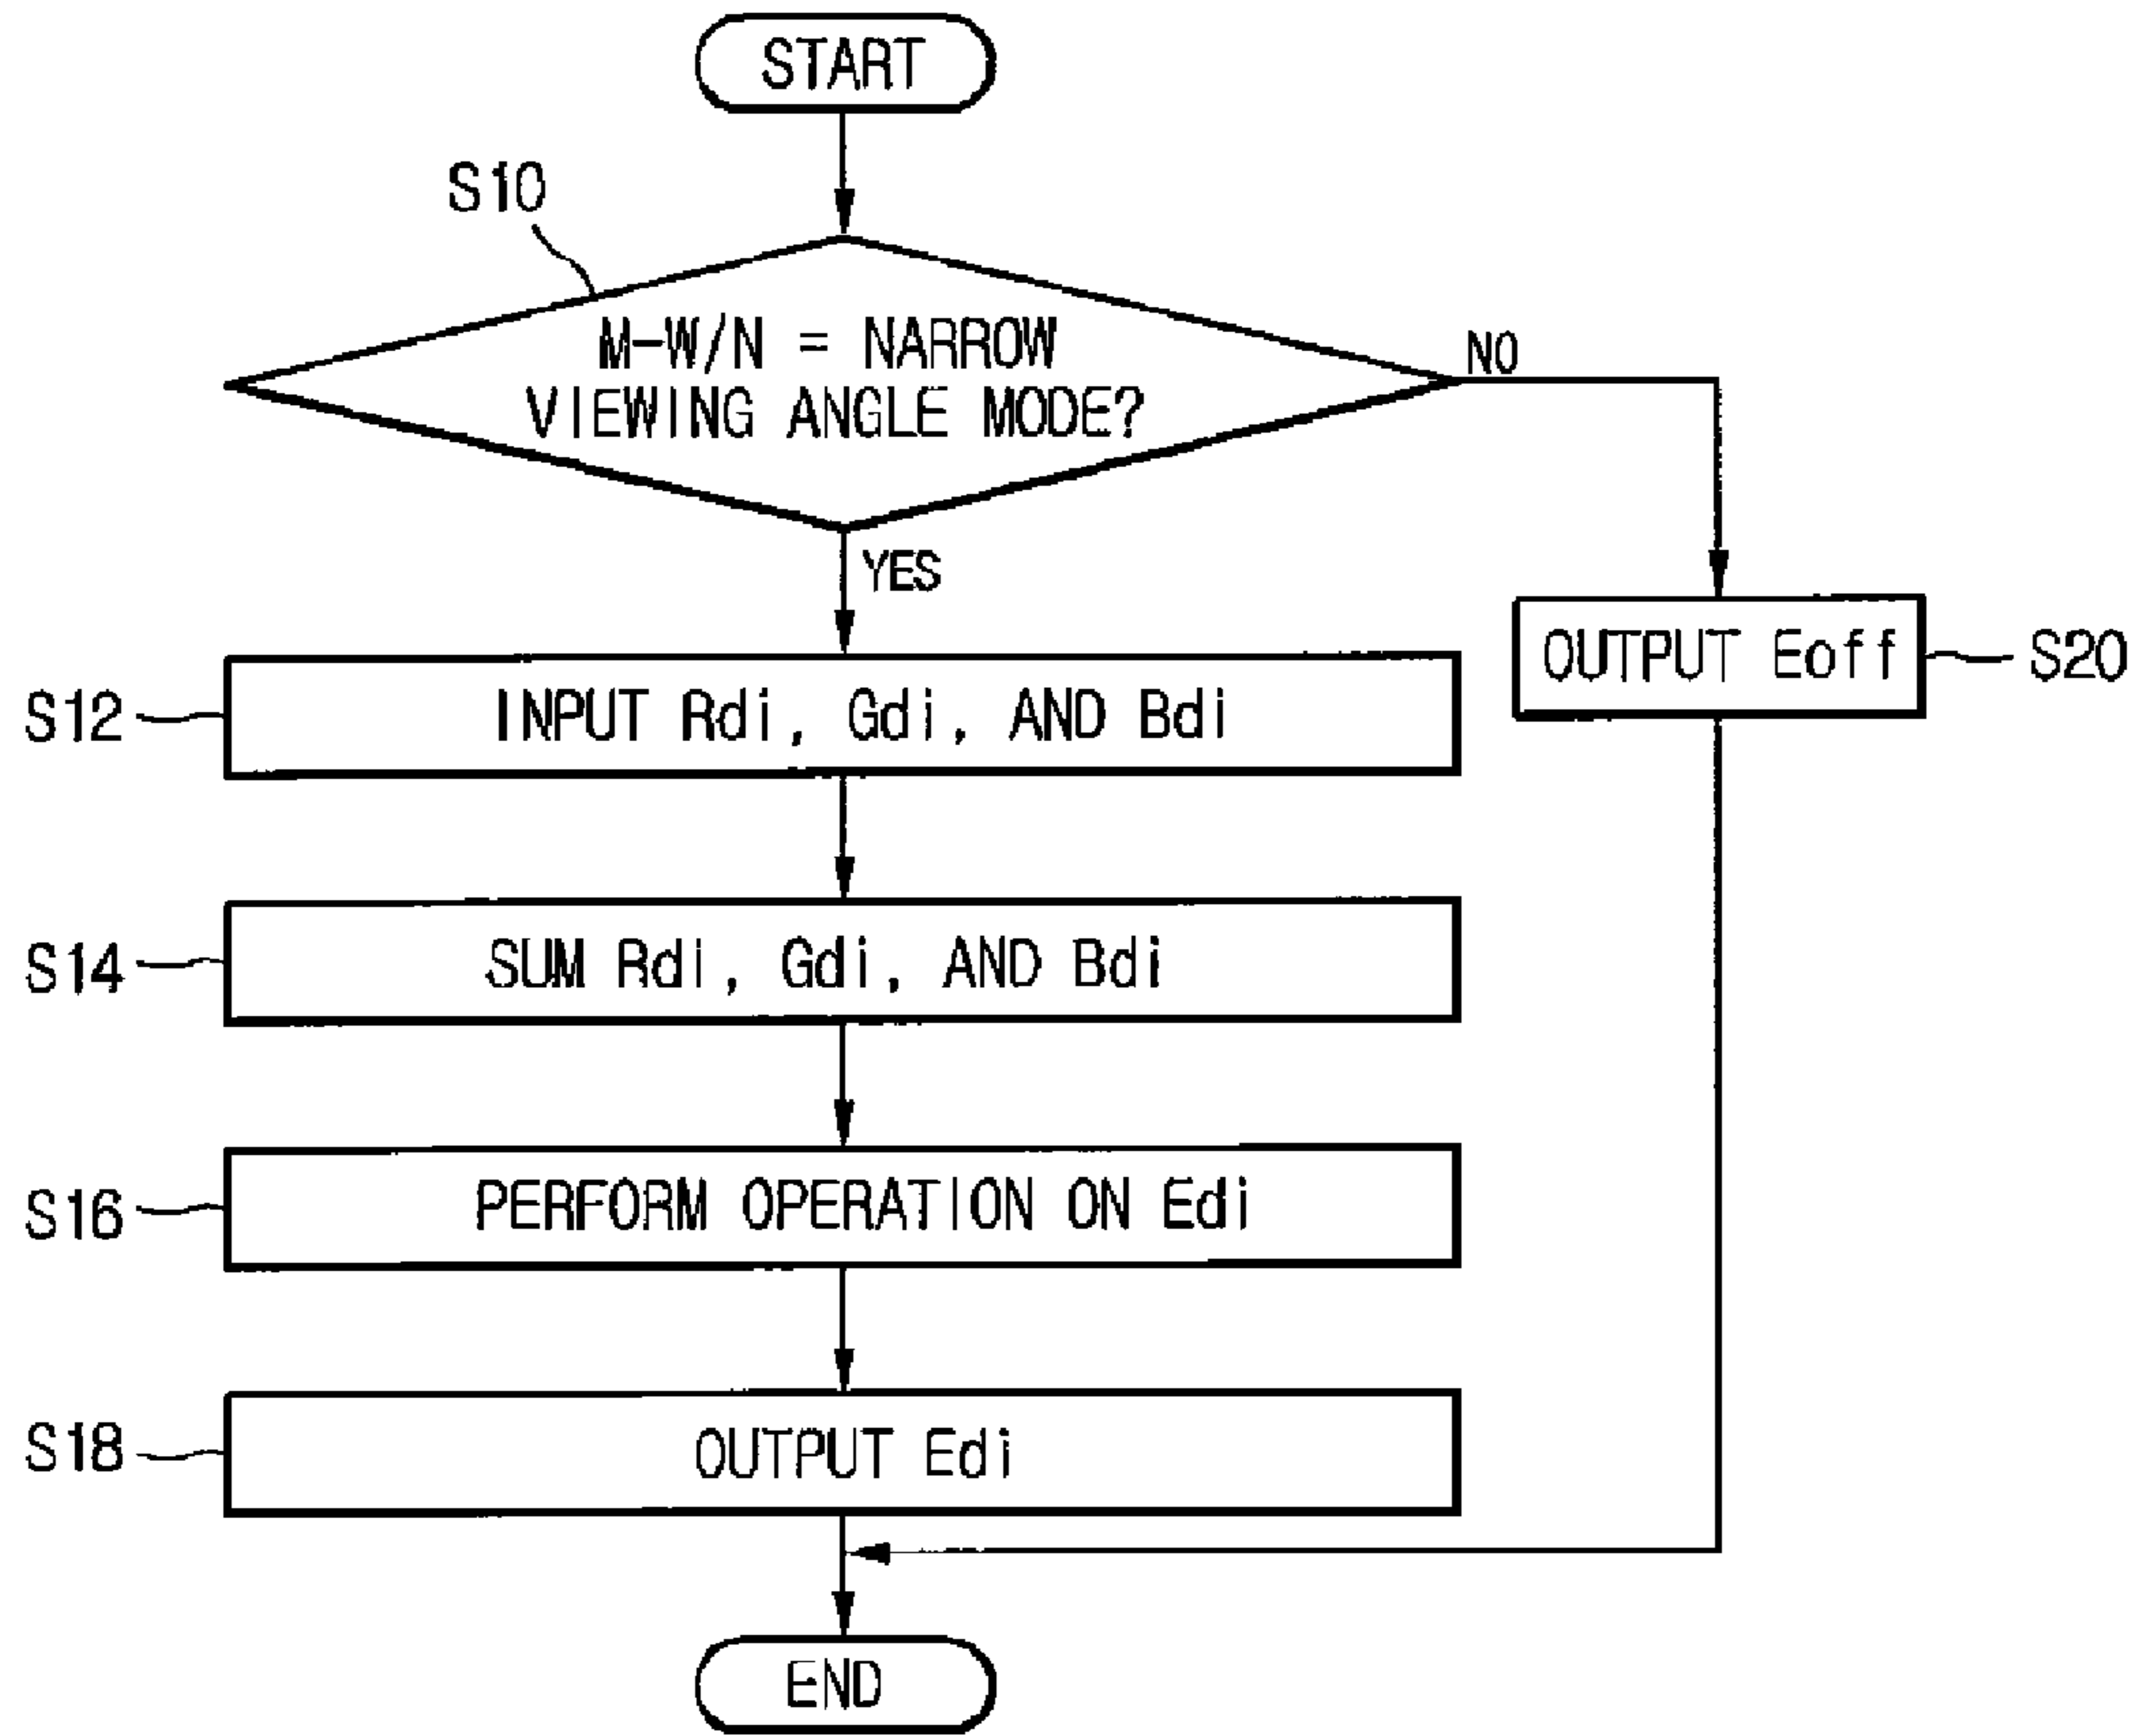 START
S10
M-W/N = NARROW
VIEWING ANGLE MODE?
NO
YES
OUTPUT Eoff
S20
S12
INPUT Rdi, Gdi, AND Bdi
S14
SUM Rdi, Gdi, AND Bdi
S16
PERFORM OPERATION ON Edi
S18
OUTPUT Edi
END